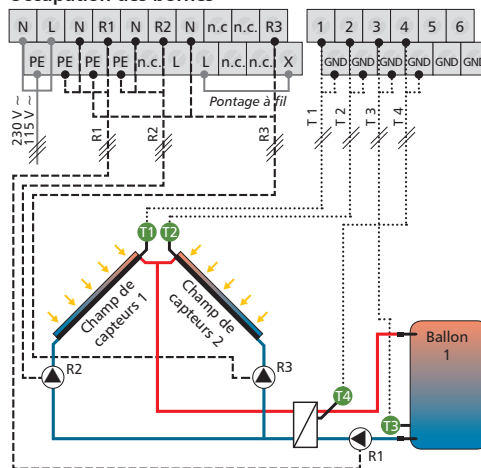 Occupation des bornes
N L N R1 N R2 N n.c n.c. R3
1 2 3 4 5 6
PE PE PE PE n.c. L L n.c. n.c. X
GND GND GND GND GND GND
Pontage à fil
230 V ~
115 V ~
R1
R2
R3
T 1
T 2
T 3
T 4
T1 T2
Champ de
capteurs 1
Champ de
capteurs 2
Ballon
1
R2
R3
T4
T3
R1